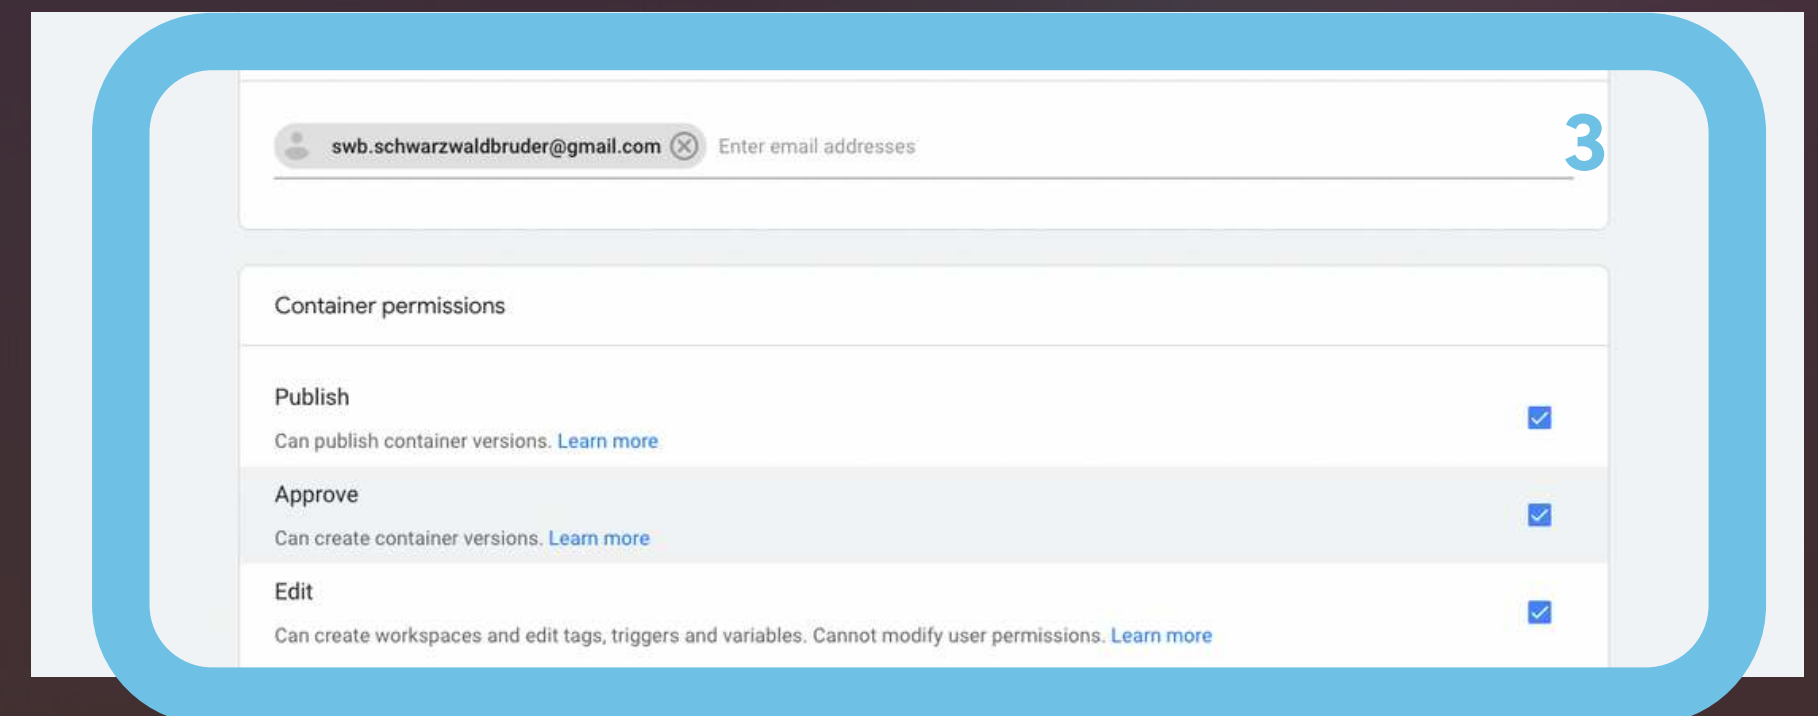 swb.schwarzwaldbruder@gmail.com Enter email addresses
3
Container permissions
Publish
Can publish container versions. Learn more
Approve
Can create container versions. Learn more
Edit
Can create workspaces and edit tags, triggers and variables. Cannot modify user permissions. Learn more